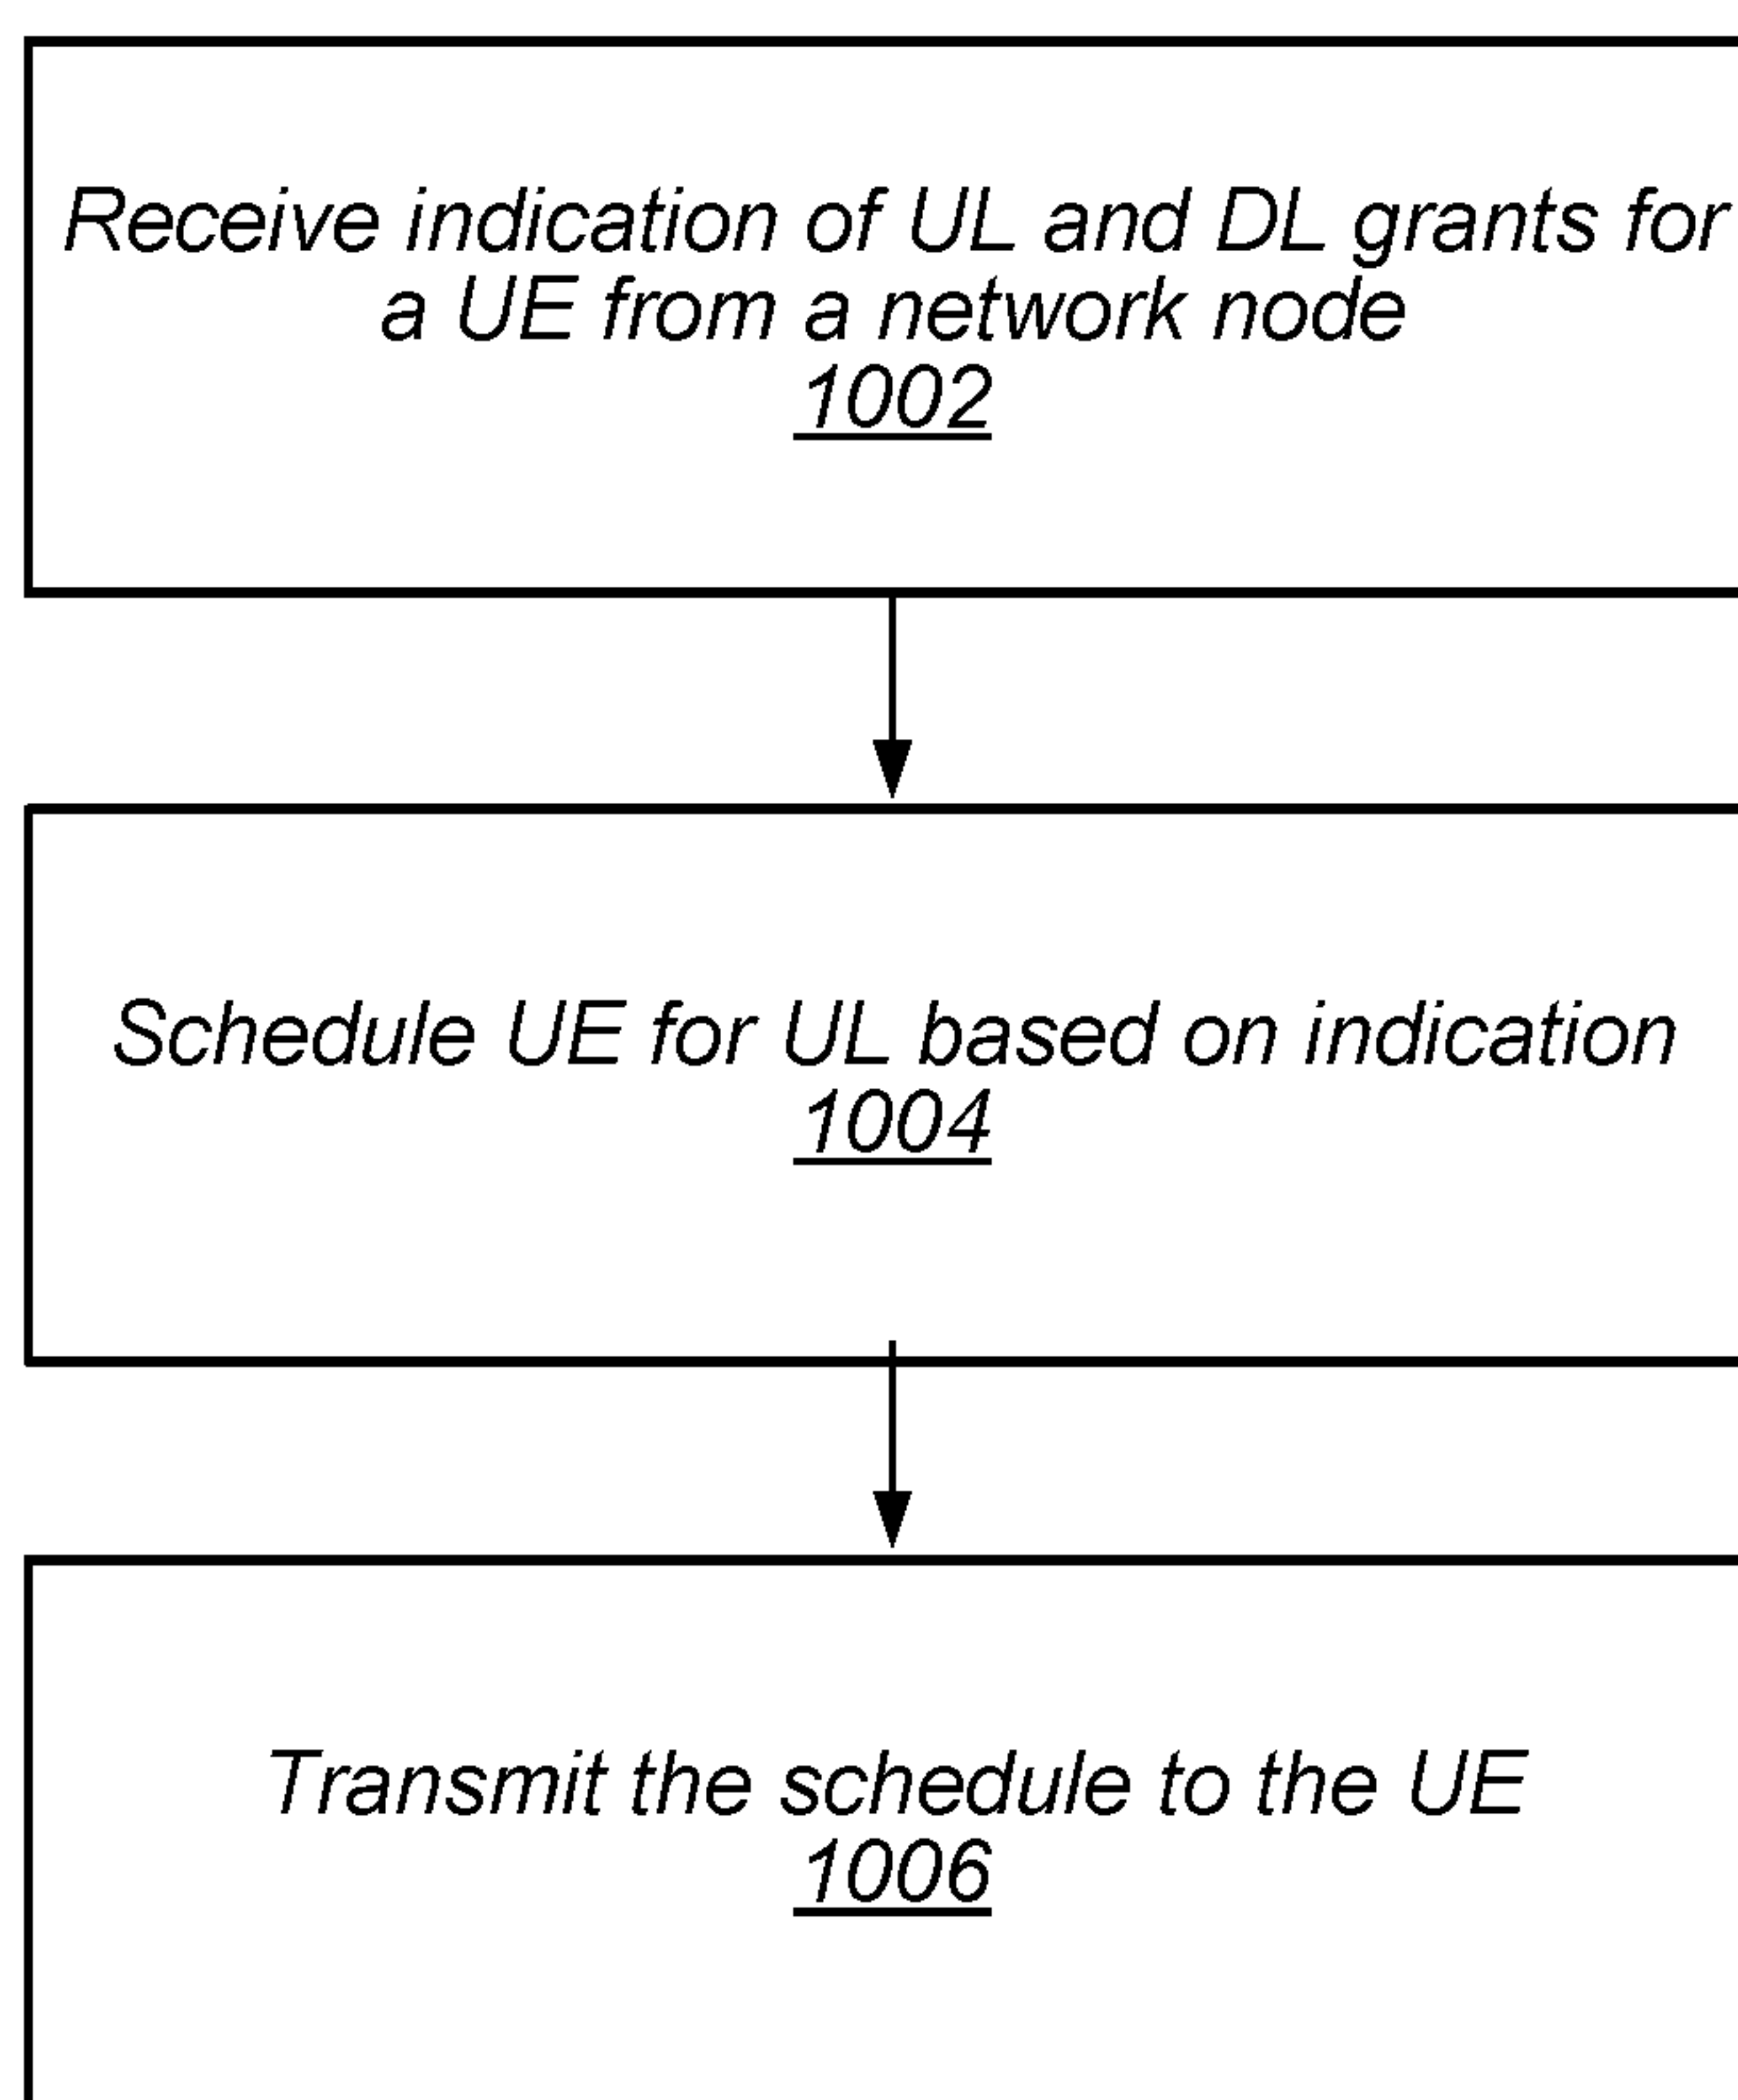 Receive indication of UL and DL grants for
a UE from a network node
1002
Schedule UE for UL based on indication
1004
Transmit the schedule to the UE
1006